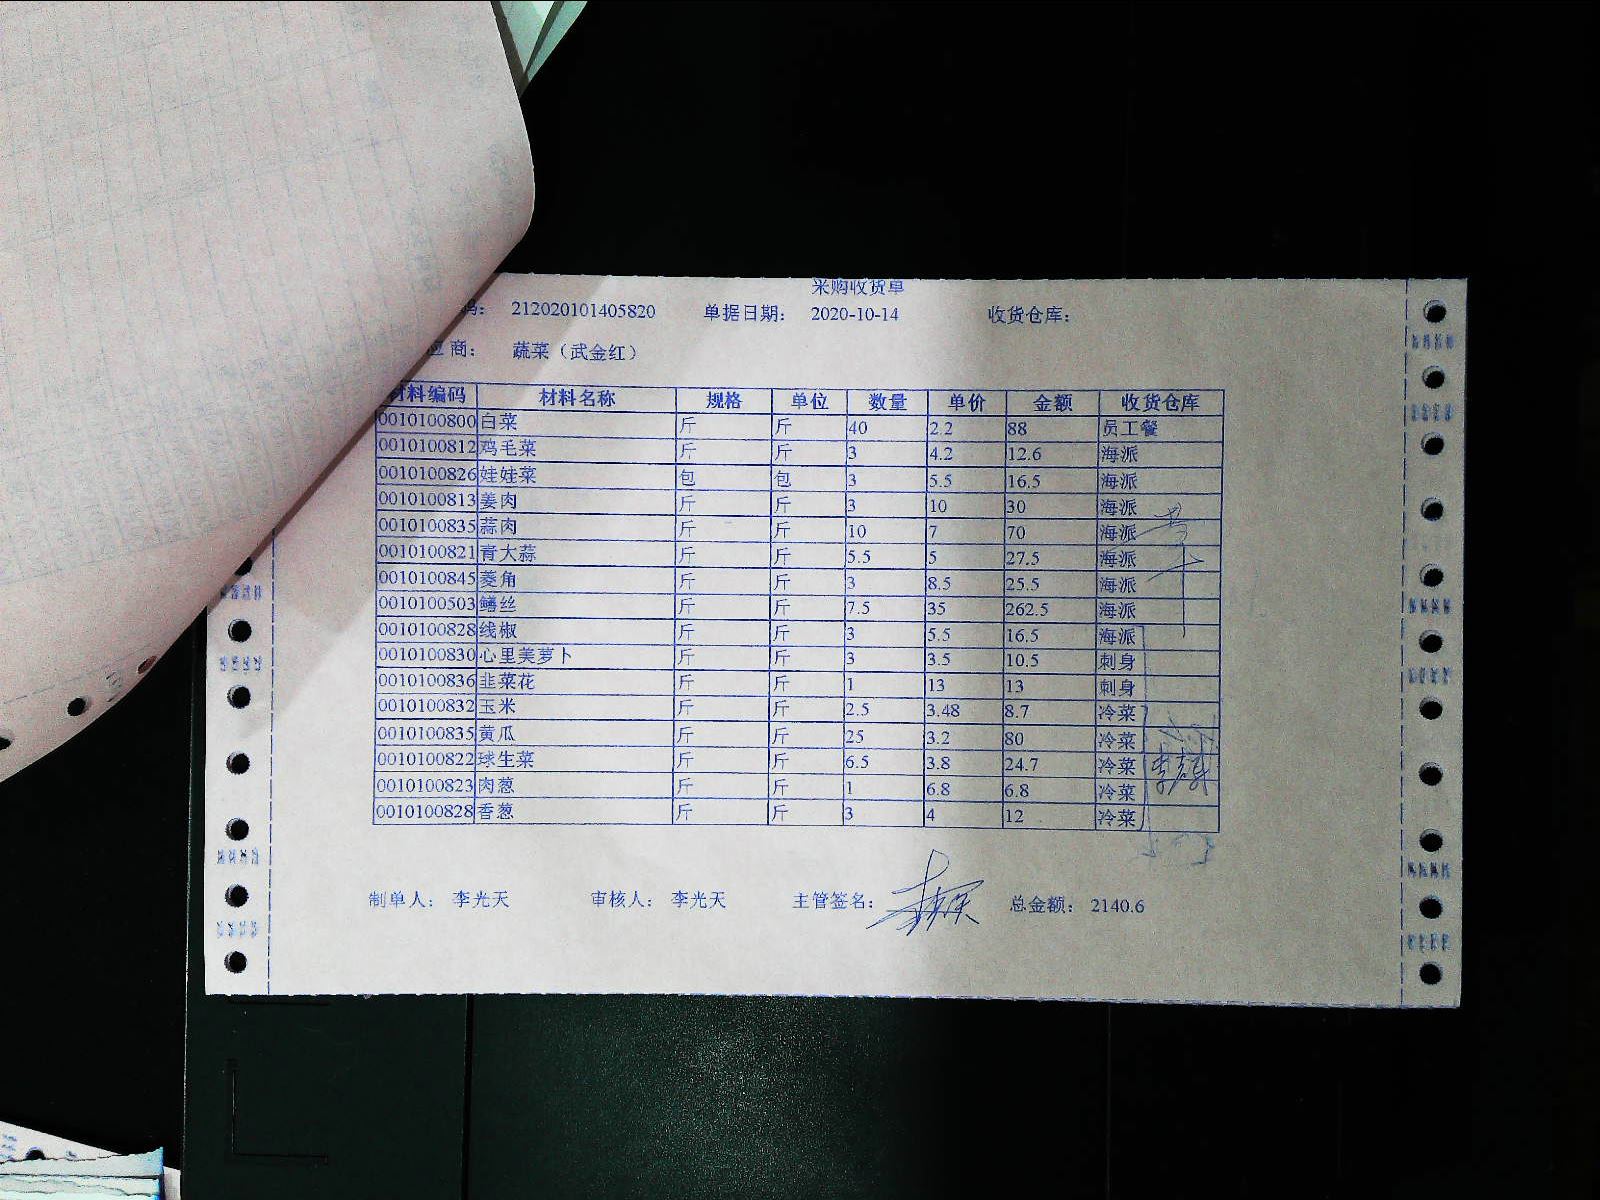 采购收货单
码： 212020101405820 单据日期： 2020-10-14 收货仓库：
应商： 蔬菜（武金红）
材料编码 材料名称 规格 单位 数量 单价 金额 收货仓库
0010100800 白菜 斤 斤 40 2.2 88 员工餐
0010100812 鸡毛菜 斤 斤 3 4.2 12.6 海派
0010100826 娃娃菜 包 包 3 5.5 16.5 海派
0010100813 姜肉 斤 斤 3 10 30 海派
0010100835 蒜肉 斤 斤 10 7 70 海派
0010100821 青大蒜 斤 斤 5.5 5 27.5 海派
0010100845 菱角 斤 斤 3 8.5 25.5 海派
0010100503 鳝丝 斤 斤 7.5 35 262.5 海派
0010100828 线椒 斤 斤 3 5.5 16.5 海派
0010100830 心里美萝卜 斤 斤 3 3.5 10.5 刺身
0010100836 韭菜花 斤 斤 1 13 13 刺身
0010100832 玉米 斤 斤 2.5 3.48 8.7 冷菜
0010100835 黄瓜 斤 斤 25 3.2 80 冷菜
0010100822 球生菜 斤 斤 6.5 3.8 24.7 冷菜
0010100823 肉葱 斤 斤 1 6.8 6.8 冷菜
0010100828 香葱 斤 斤 3 4 12 冷菜
制单人： 李光天 审核人： 李光天 主管签名： 总金额： 2140.6